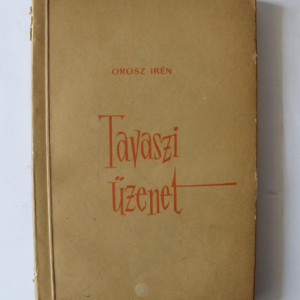 OROSZ IRÉN
Tavaszi
üzenet